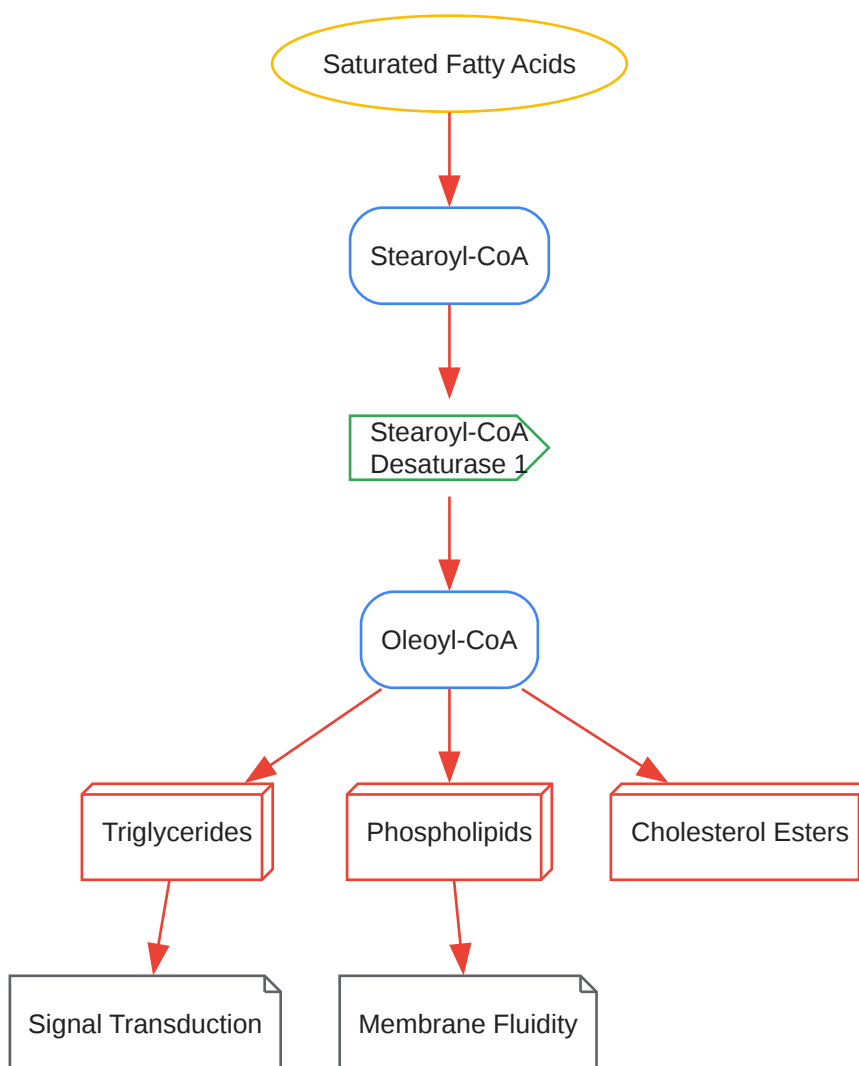 Saturated Fatty Acids
Stearoyl-CoA
Stearoyl-CoA
Desaturase 1
Oleoyl-CoA
Triglycerides
Phospholipids
Cholesterol Esters
Signal Transduction
Membrane Fluidity